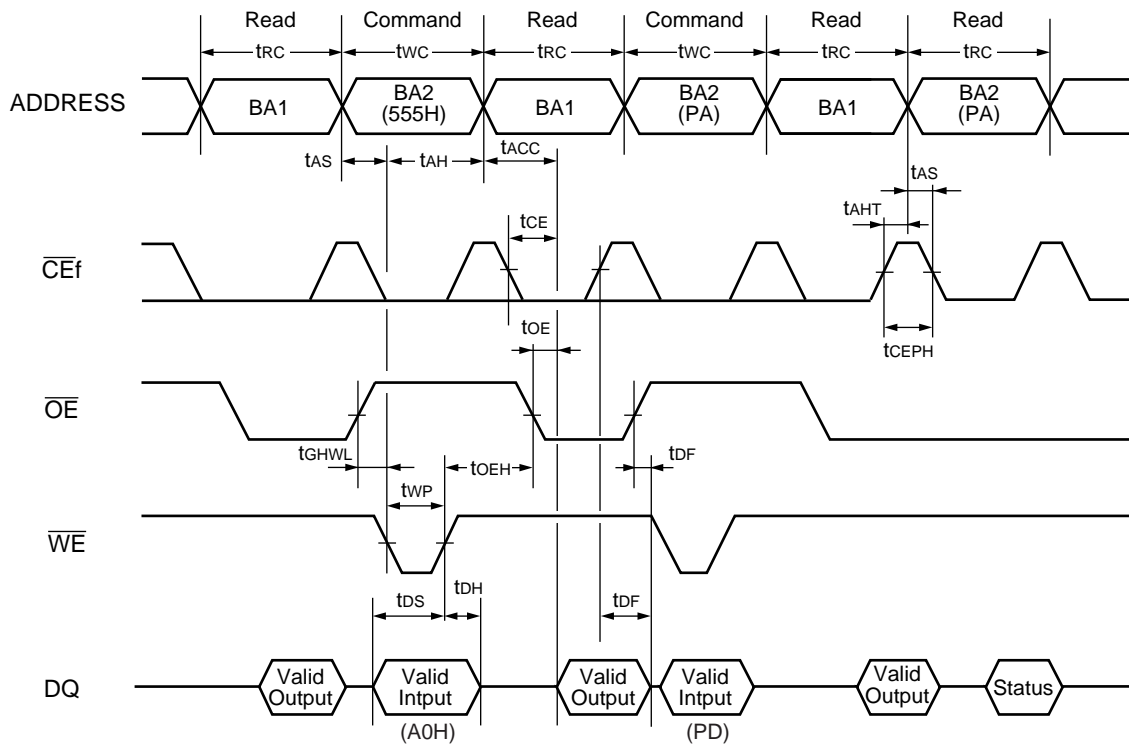 Read Command Read Command Read Read
tRC tWC tRC tWC tRC tRC
ADDRESS BA1 BA2 BA1 BA2 BA1 BA2
(555H) (PA) (PA)
tAS tAH tACC
tAS
tAHT
tCE
CEf
tOE
tCEPH
OE
tGHWL tOEH tDF
tWP
WE
tDS tDH tDF
DQ Valid Valid Valid Valid Valid Status
Output Intput Output Intput Output
(A0H) (PD)